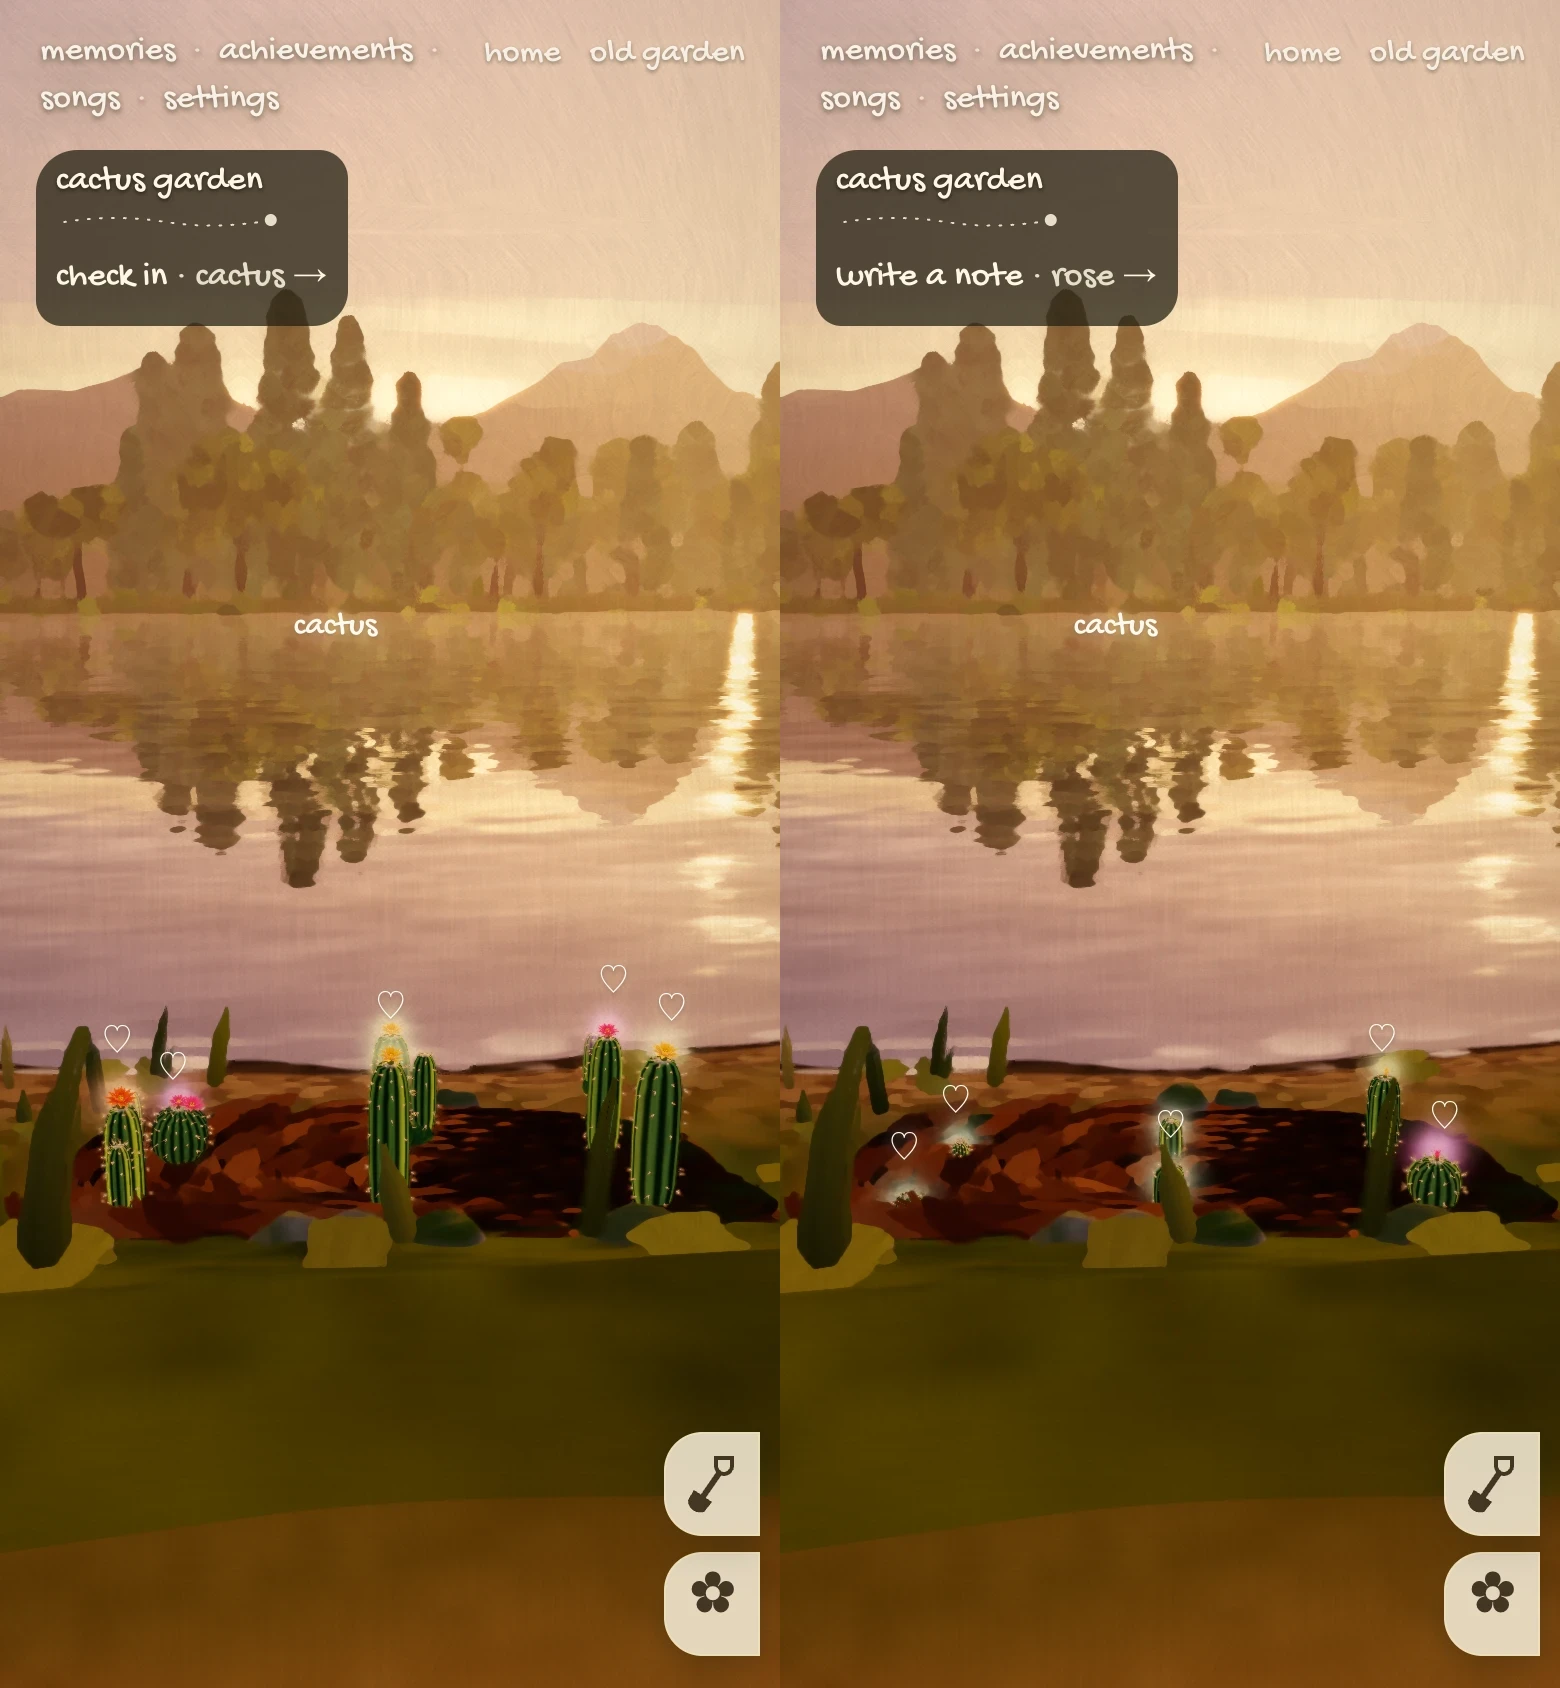 memories · achievements · home old garden
songs · settings
cactus garden
check in · cactus →
cactus
memories · achievements · home old garden
songs · settings
cactus garden
write a note · rose →
cactus